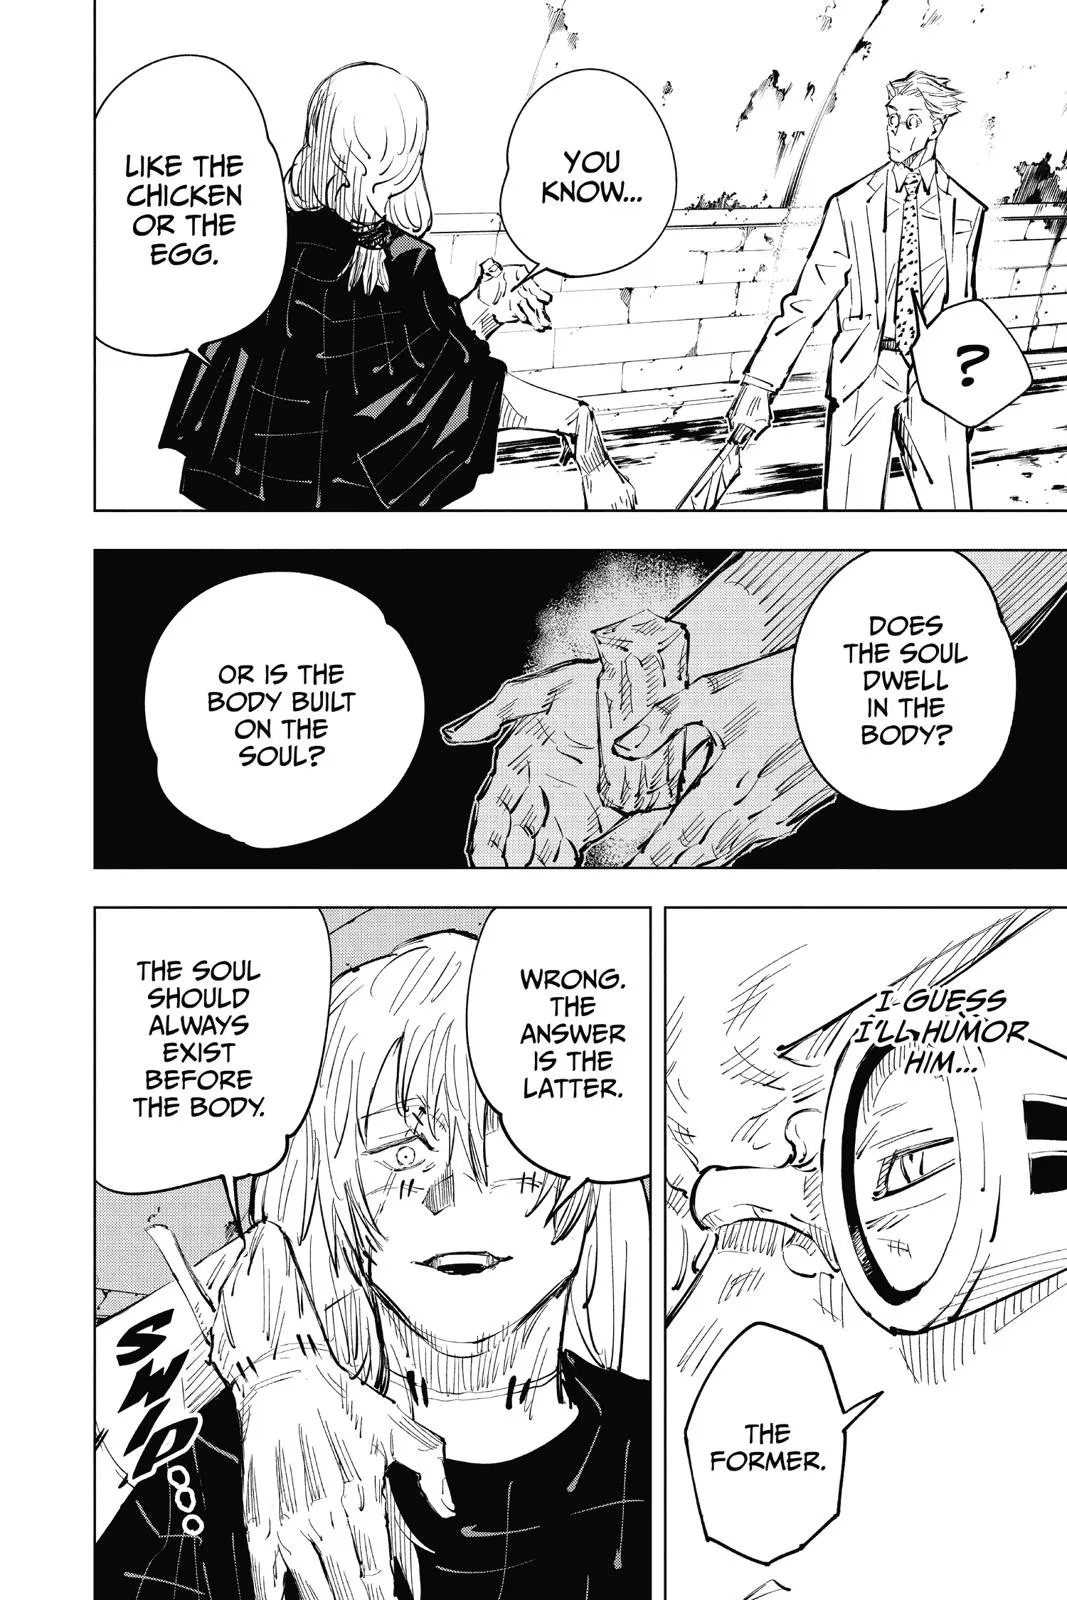 YOU
KNOW...
LIKE THE
CHICKEN
OR THE
EGG.
?
DOES
THE SOUL
DWELL
IN THE
BODY?
OR IS THE
BODY BUILT
ON THE
SOUL?
I GUESS
I'LL HUMOR
HIM...
THE
FORMER.
WRONG.
THE
ANSWER
IS THE
LATTER.
THE SOUL
SHOULD
ALWAYS
EXIST
BEFORE
THE BODY.
SWIP...